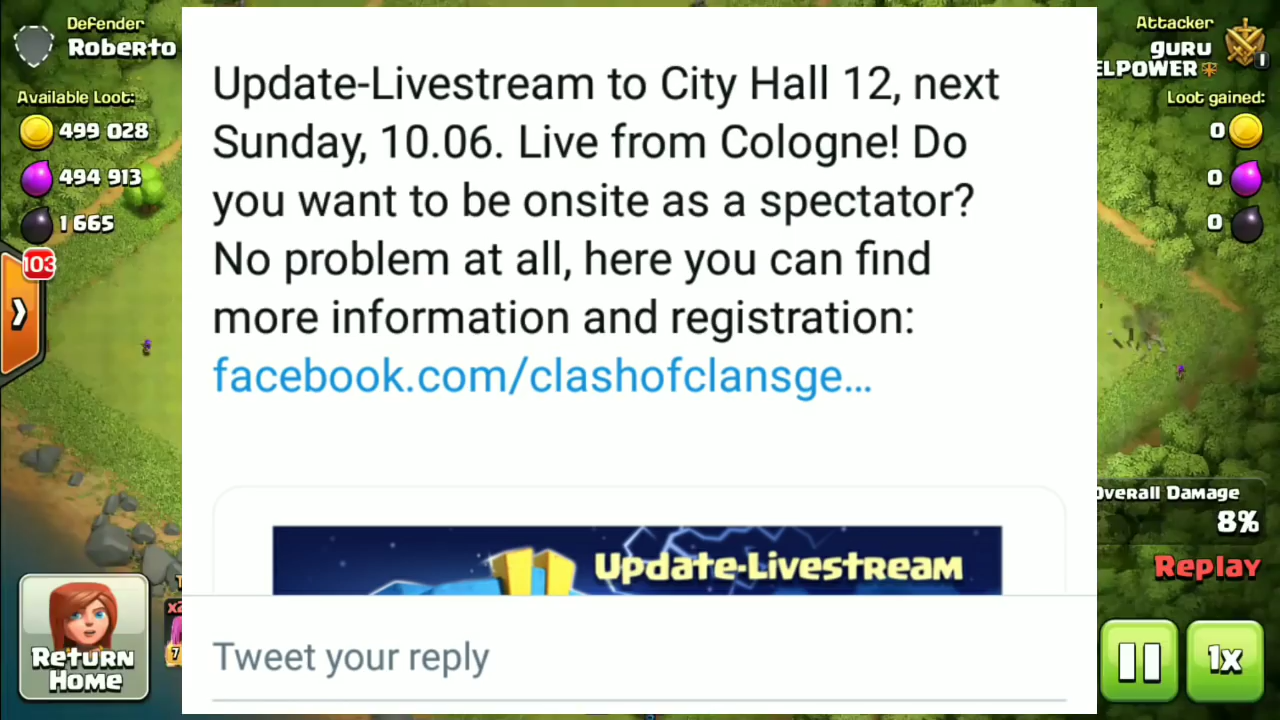 Defender
Roberto
Available Loot:
499 028
494 913
1 665
103
Return
Home
Update-Livestream to City Hall 12, next
Sunday, 10.06. Live from Cologne! Do
you want to be onsite as a spectator?
No problem at all, here you can find
more information and registration:
facebook.com/clashofclansge...
Update-Livestream
Tweet your reply
Attacker
guru
ELPOWER
I
Loot gained:
0
0
0
Overall Damage
8%
Replay
1x